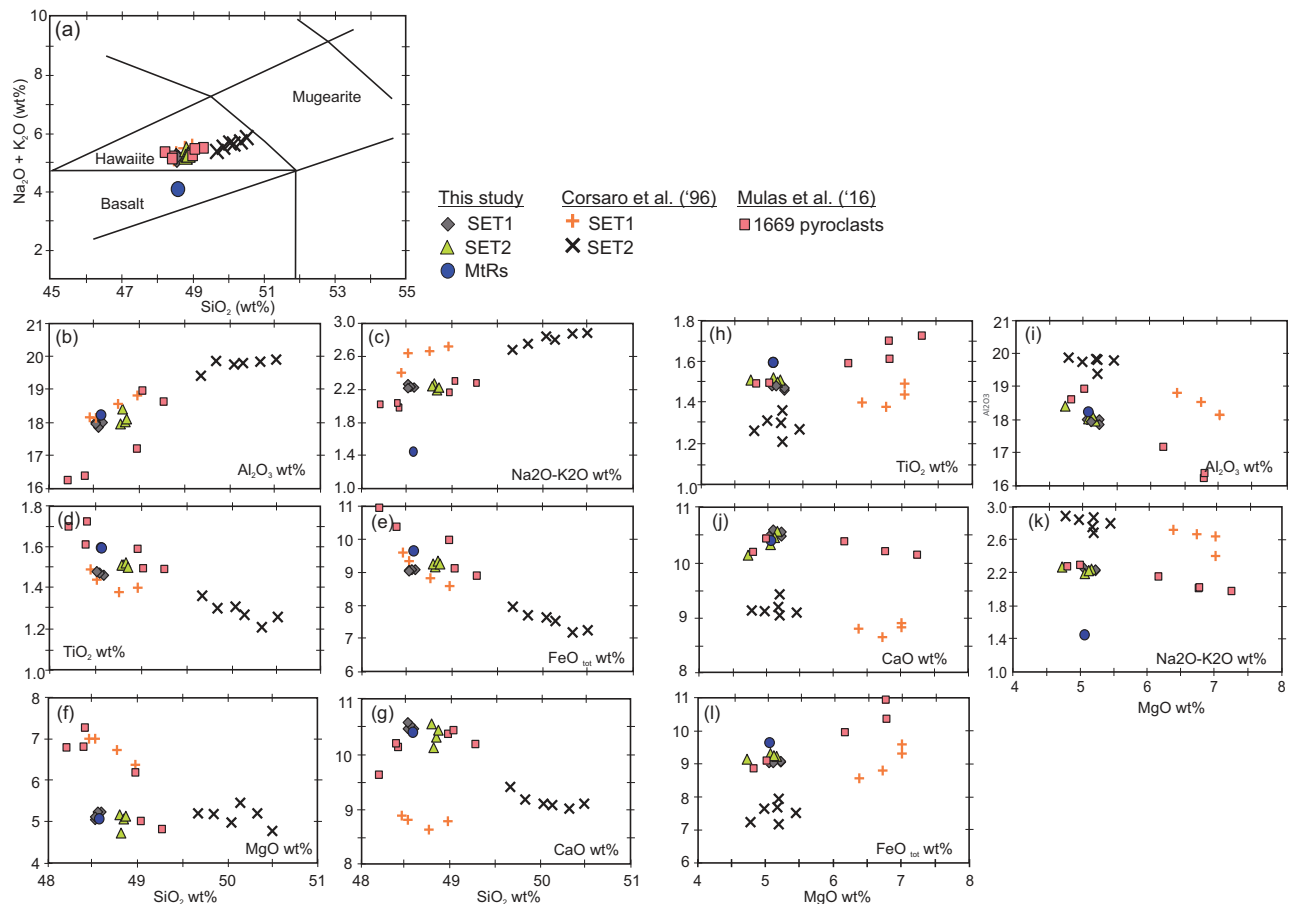 (a)
10
8
6
4
2
Na₂O + K₂O (wt%)
Mugearite
Hawaiite
Basalt
45 47 49 51 53 55
SiO₂ (wt%)
This study Corsaro et al. (‘96) Mulas et al. (‘16)
SET1 SET1 1669 pyroclasts
SET2 SET2
MtRs
(b)
21
20
19
18
17
16
Al₂O₃ wt%
(c)
3.0
2.6
2.2
1.8
1.4
1.0
Na2O-K2O wt%
(h)
1.8
1.6
1.4
1.2
1.0
TiO₂ wt%
(i)
21
20
19
18
17
16
Al2O3
Al₂O₃ wt%
(d)
1.8
1.6
1.4
1.2
1.0
TiO₂ wt%
(e)
11
10
9
8
7
6
FeO tot wt%
(j)
11
10
9
8
CaO wt%
(k)
3.0
2.6
2.2
1.8
1.4
1.0
Na2O-K2O wt%
4 5 6 7 8
MgO wt%
(f)
8
7
6
5
4
MgO wt%
48 49 50 51
SiO₂ wt%
(g)
11
10
9
8
CaO wt%
48 49 50 51
SiO₂ wt%
(l)
11
10
9
8
7
6
FeO tot wt%
4 5 6 7 8
MgO wt%